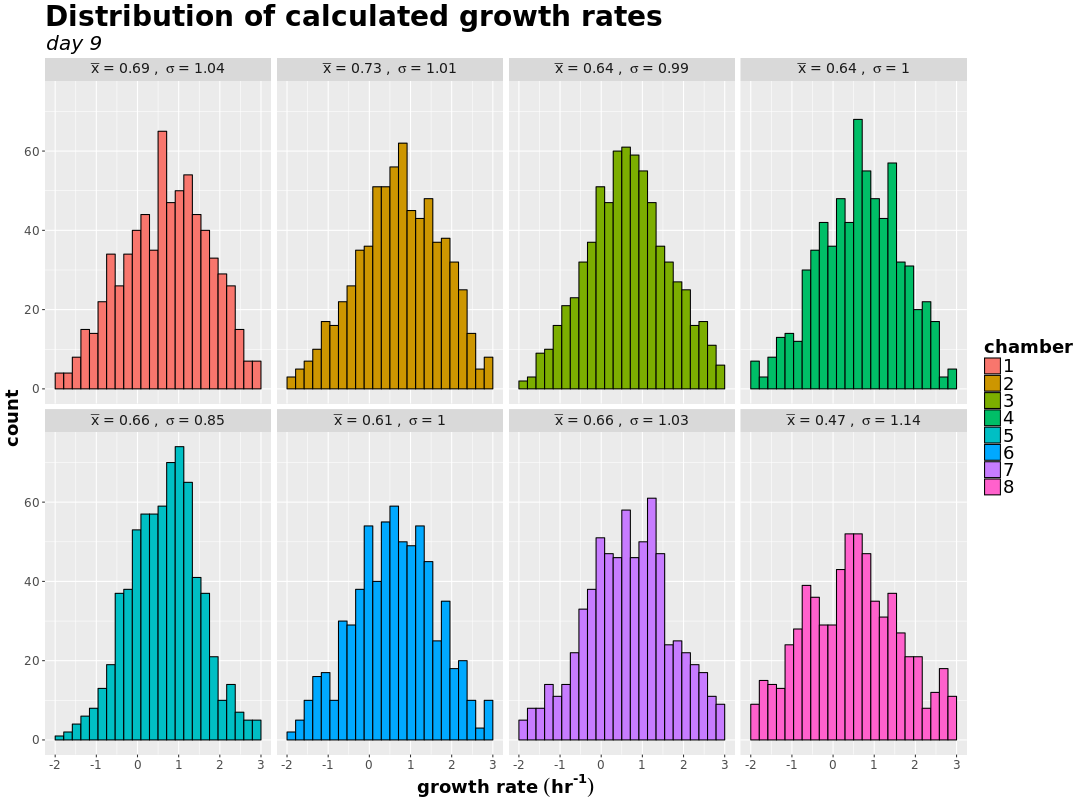 Distribution of calculated growth rates
day 9
x̅ = 0.69 , σ = 1.04
x̅ = 0.73 , σ = 1.01
x̅ = 0.64 , σ = 0.99
x̅ = 0.64 , σ = 1
60
40
20
0
x̅ = 0.66 , σ = 0.85
x̅ = 0.61 , σ = 1
x̅ = 0.66 , σ = 1.03
x̅ = 0.47 , σ = 1.14
60
40
20
0
-2 -1 0 1 2 3
-2 -1 0 1 2 3
-2 -1 0 1 2 3
-2 -1 0 1 2 3
count
growth rate (hr⁻¹)
chamber
1
2
3
4
5
6
7
8